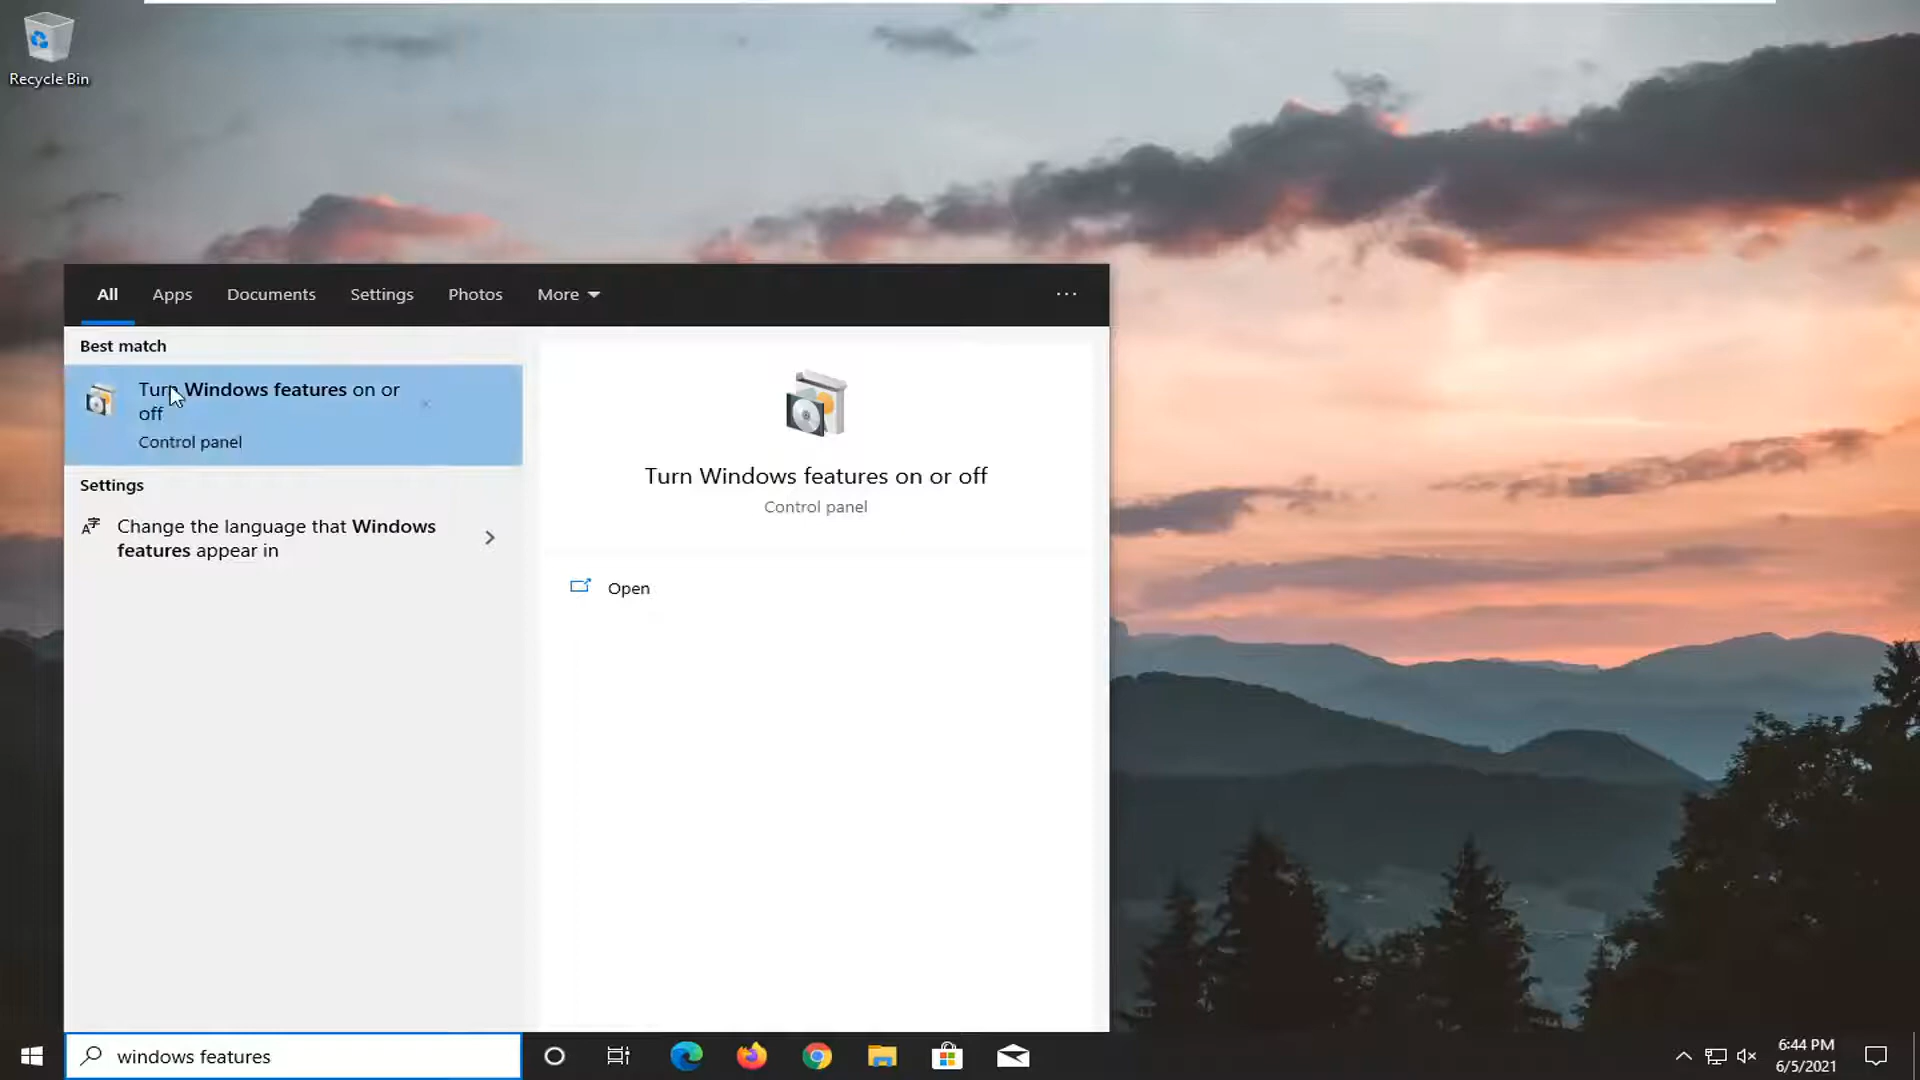 Recycle Bin
All Apps Documents Settings Photos More ...
Best match
Turn Windows features on or
off
Control panel
Settings
Change the language that Windows
features appear in
Turn Windows features on or off
Control panel
Open
windows features
6:44 PM
6/5/2021